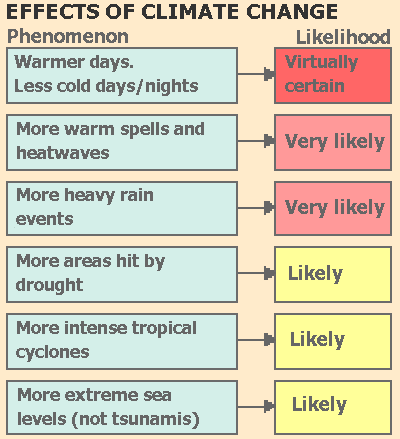 EFFECTS OF CLIMATE CHANGE
Phenomenon Likelihood
Warmer days.
Less cold days/nights
Virtually
certain
More warm spells and
heatwaves
Very likely
More heavy rain
events
Very likely
More areas hit by
drought
Likely
More intense tropical
cyclones
Likely
More extreme sea
levels (not tsunamis)
Likely